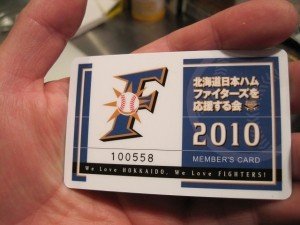 F
北海道日本ハム
ファイターズを
応援する会
2010
100558
MEMBER'S CARD
We Love HOKKAIDO, We Love FIGHTERS!